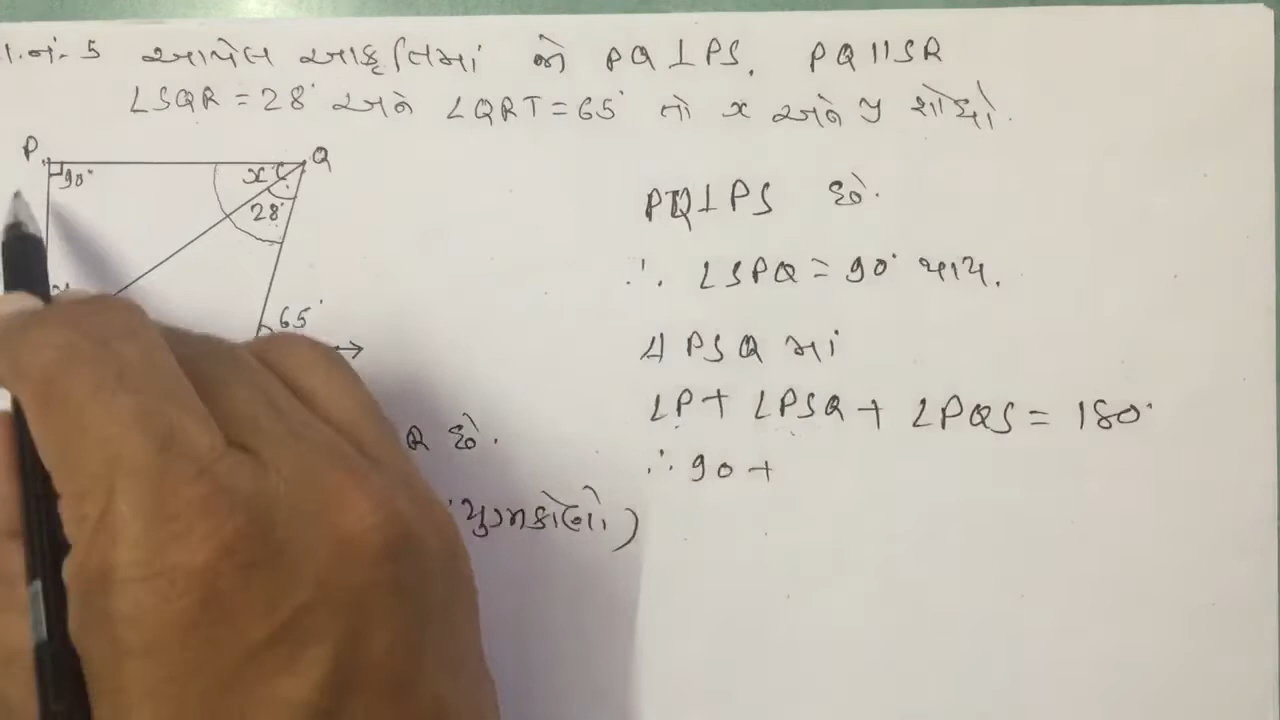 1.નં.5 આપેલ આકૃતિમાં જો PQ⊥PS, PQ॥SR
∠SQR = 28° અને ∠QRT = 65° તો x અને y શોધો.
P 90° x° Q
28°
65°
PQ⊥PS છે.
∴ ∠SPQ = 90° થાય.
△PSQ માં
∠P + ∠PSQ + ∠PQS = 180°
∴ 90 +
R છે.
યુગ્મકોણો)